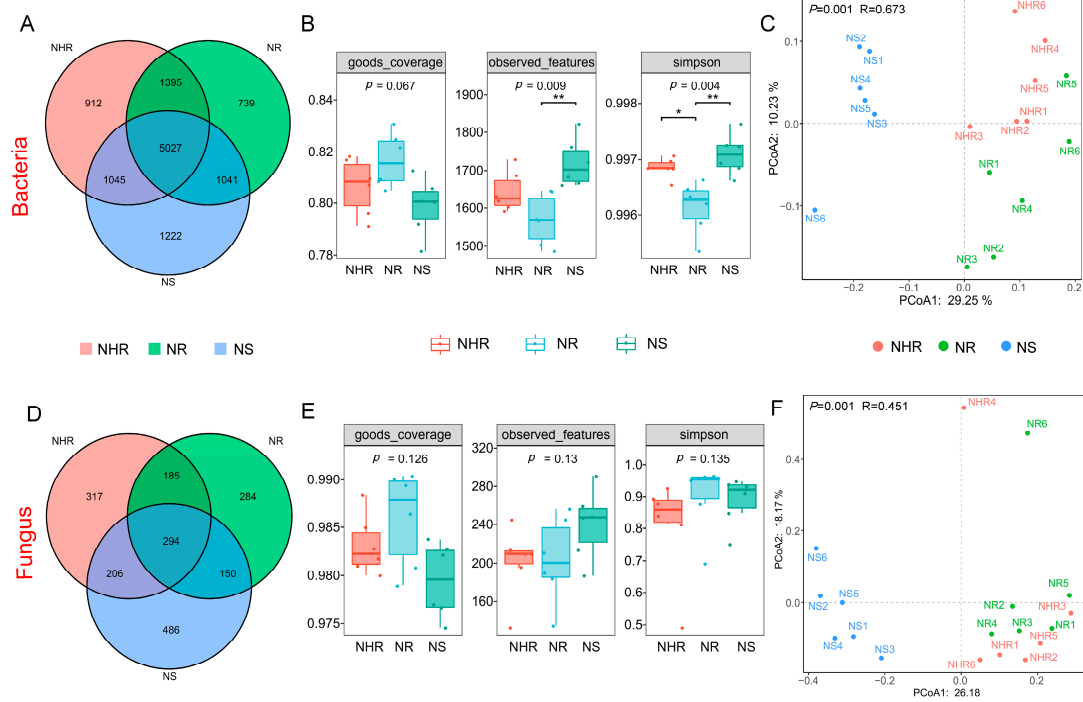 A
NHR
NR
1395
912
739
5027
1045
1041
1222
NS
Bacteria
B
goods_coverage
observed_features
simpson
p = 0.067
p = 0.009
p = 0.004
**
*
**
0.84
0.82
0.80
0.78
1900
1800
1700
1600
1500
0.998
0.997
0.996
NHR NR NS
NHR NR NS
NHR NR NS
C
P=0.001 R=0.673
NHR6
NS2
NS1
NHR4
NR5
NS4
NHR5
NS5
NS3
NHR1
NHR2
NHR3
NR6
NR1
NR4
NS6
NR2
NR3
0.1
0.0
−0.1
PCoA2: 10.23 %
−0.2 −0.1 0.0 0.1 0.2
PCoA1: 29.25 %
NHR NR NS
NHR NR NS
NHR NR NS
D
NHR
NR
185
317
284
294
206
150
486
NS
Fungus
E
goods_coverage
observed_features
simpson
p = 0.126
p = 0.13
p = 0.135
0.990
0.985
0.980
0.975
320
280
240
200
160
1.0
0.9
0.8
0.7
0.6
0.5
NHR NR NS
NHR NR NS
NHR NR NS
F
P=0.001 R=0.451
NHR4
NR6
NS6
NR5
NS2
NS5
NR2
NHR3
NS1
NR4
NR3
NR1
NS4
NHR5
NS3
NHR1
NHR2
0.4
0.2
0.0
PCoA2:
−0.4 −0.2 0.0 0.2
PCoA1: 26.18